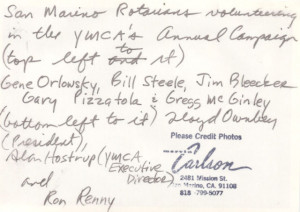 San Marino Rotarians volunteering
in the YMCA's Annual Campaign
(top left to rt)
Gene Orlowsky, Bill Steele, Jim Bleecker
Gary Pizzatola & Gregg McGinley
(bottom left to rt) Lloyd
(President),
Alan Hostrup (YMCA
Executive
Director)
and
Ron Renny
Please Credit Photos
Carlson
2481 Mission St.
San Marino, CA. 91108
818-799-5077